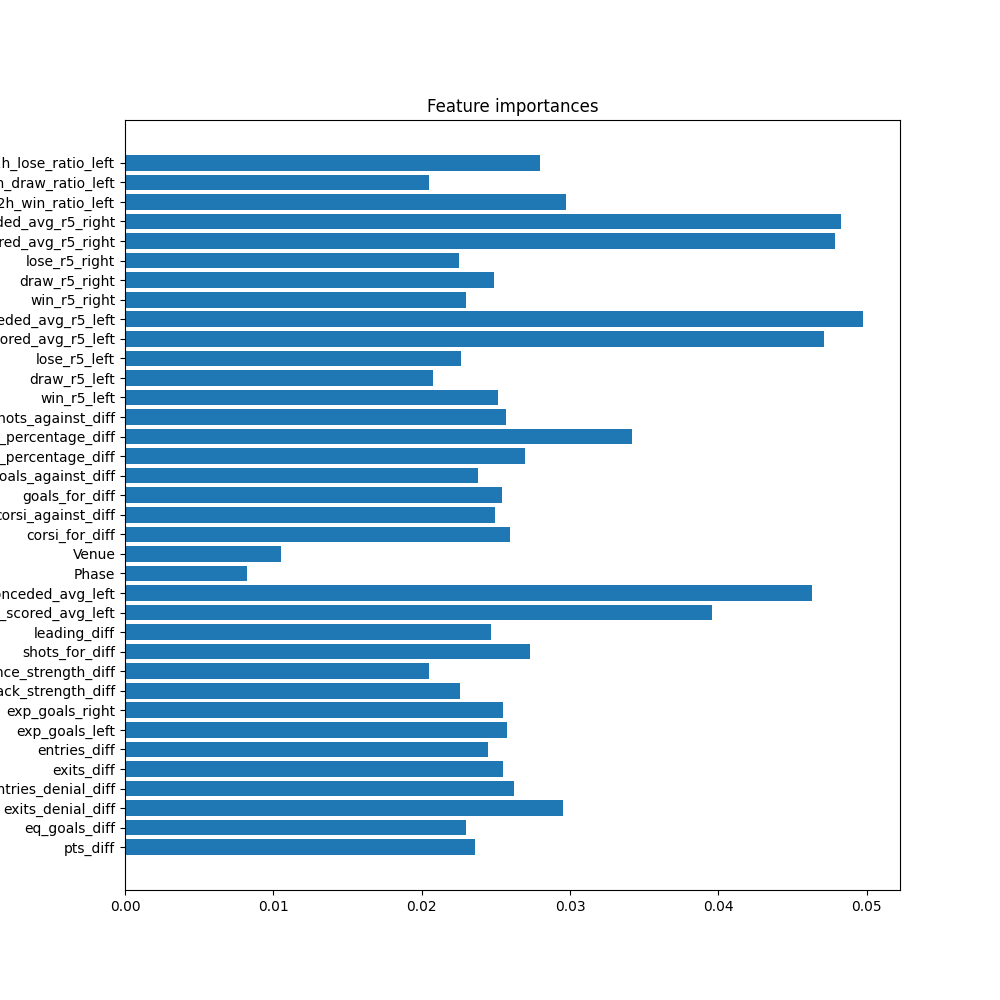 Feature importances
h_lose_ratio_left
h_draw_ratio_left
2h_win_ratio_left
ded_avg_r5_right
red_avg_r5_right
lose_r5_right
draw_r5_right
win_r5_right
eded_avg_r5_left
ored_avg_r5_left
lose_r5_left
draw_r5_left
win_r5_left
hots_against_diff
_percentage_diff
_percentage_diff
oals_against_diff
goals_for_diff
corsi_against_diff
corsi_for_diff
Venue
Phase
onceded_avg_left
_scored_avg_left
leading_diff
shots_for_diff
nce_strength_diff
ack_strength_diff
exp_goals_right
exp_goals_left
entries_diff
exits_diff
ntries_denial_diff
exits_denial_diff
eq_goals_diff
pts_diff
0.00 0.01 0.02 0.03 0.04 0.05